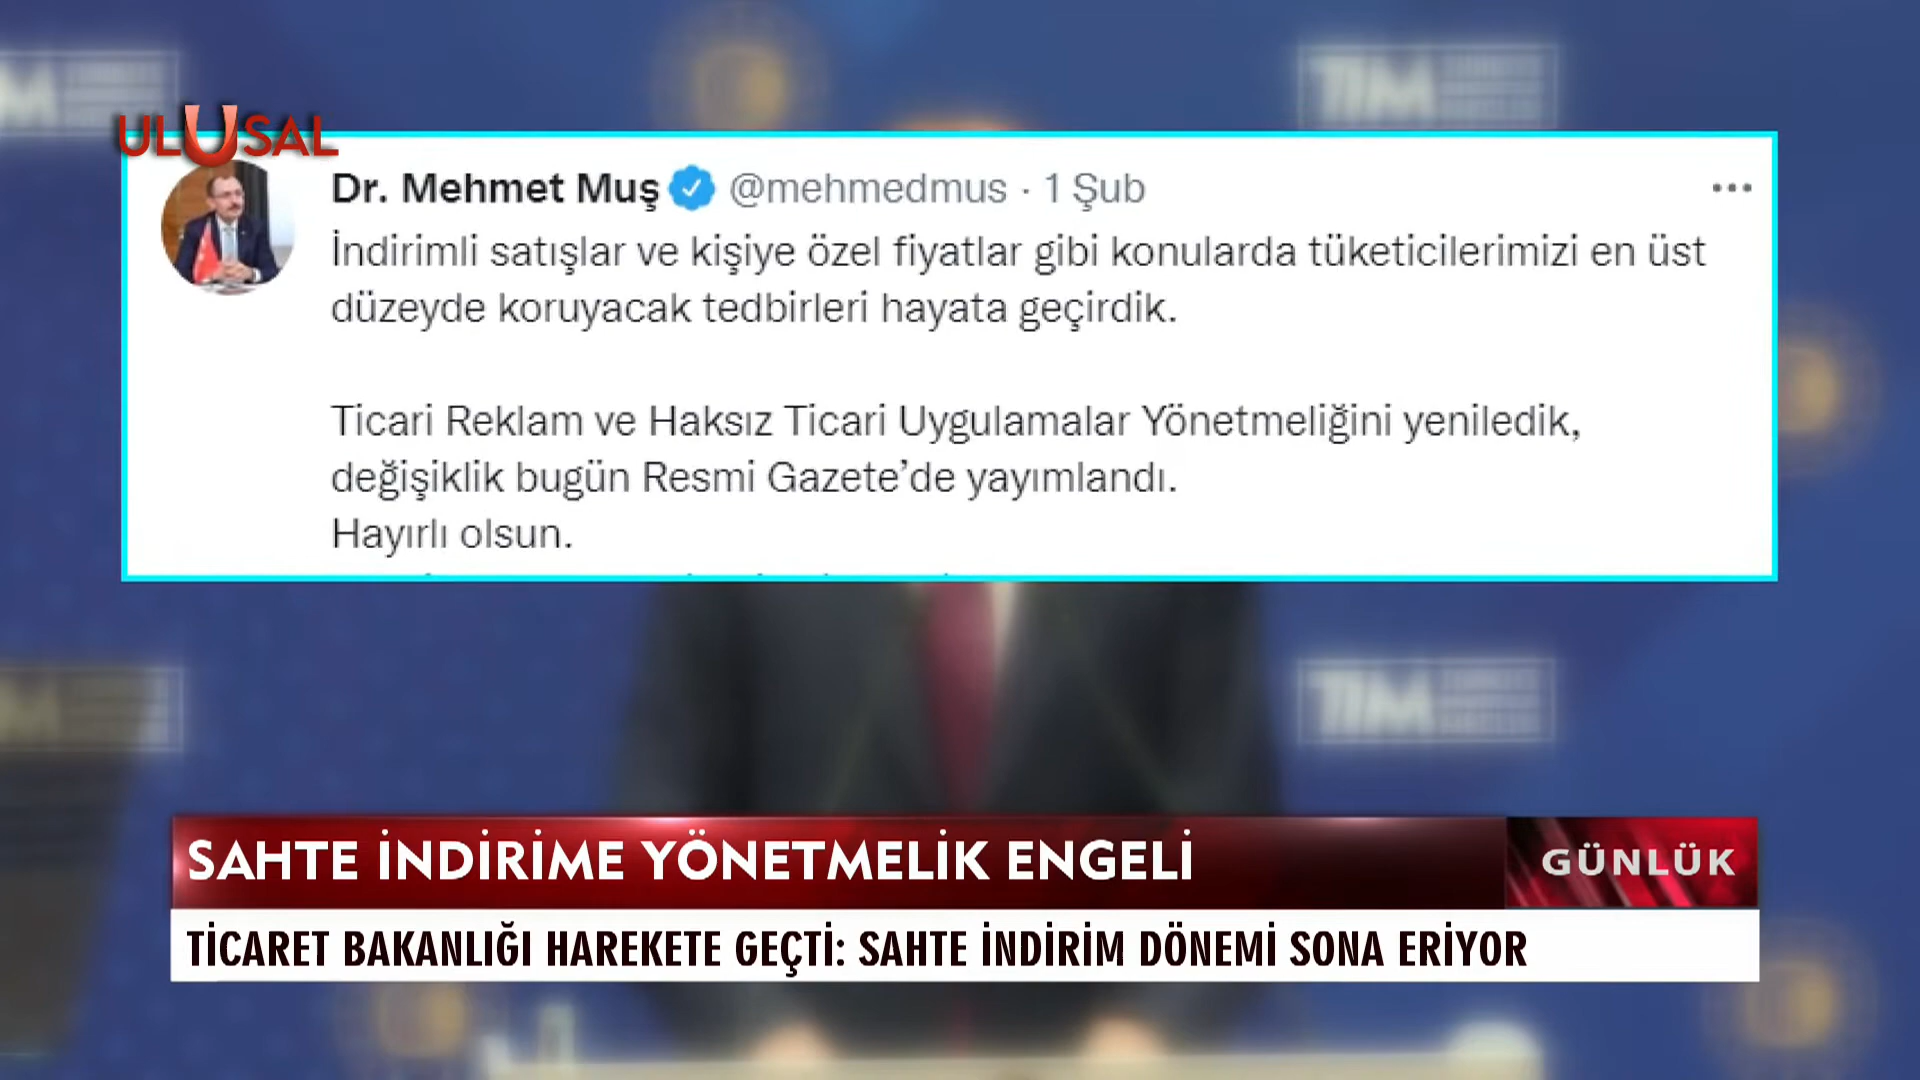 TİM
ULUSAL
Dr. Mehmet Muş @mehmedmus · 1 Şub
İndirimli satışlar ve kişiye özel fiyatlar gibi konularda tüketicilerimizi en üst
düzeyde koruyacak tedbirleri hayata geçirdik.
Ticari Reklam ve Haksız Ticari Uygulamalar Yönetmeliğini yeniledik,
değişiklik bugün Resmi Gazete’de yayımlandı.
Hayırlı olsun.
TİM
SAHTE İNDİRİME YÖNETMELİK ENGELİ
GÜNLÜK
TİCARET BAKANLIĞI HAREKETE GEÇTİ: SAHTE İNDİRİM DÖNEMİ SONA ERİYOR